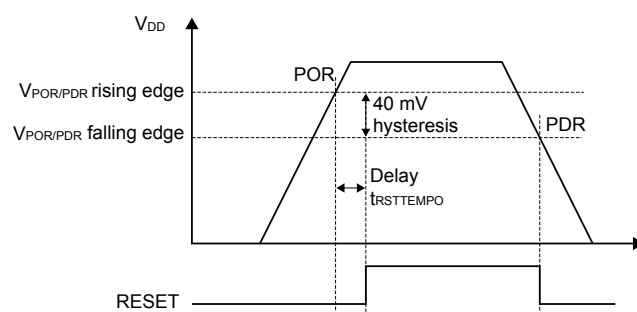 VDD
POR
VPOR/PDR rising edge
40 mV
hysteresis
VPOR/PDR falling edge
PDR
Delay
tRSTTEMPO
RESET